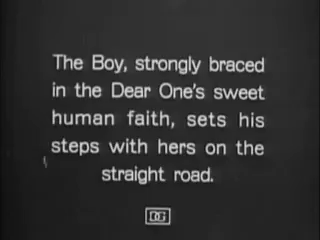 The Boy, strongly braced
in the Dear One's sweet
human faith, sets his
steps with hers on the
straight road.
DG